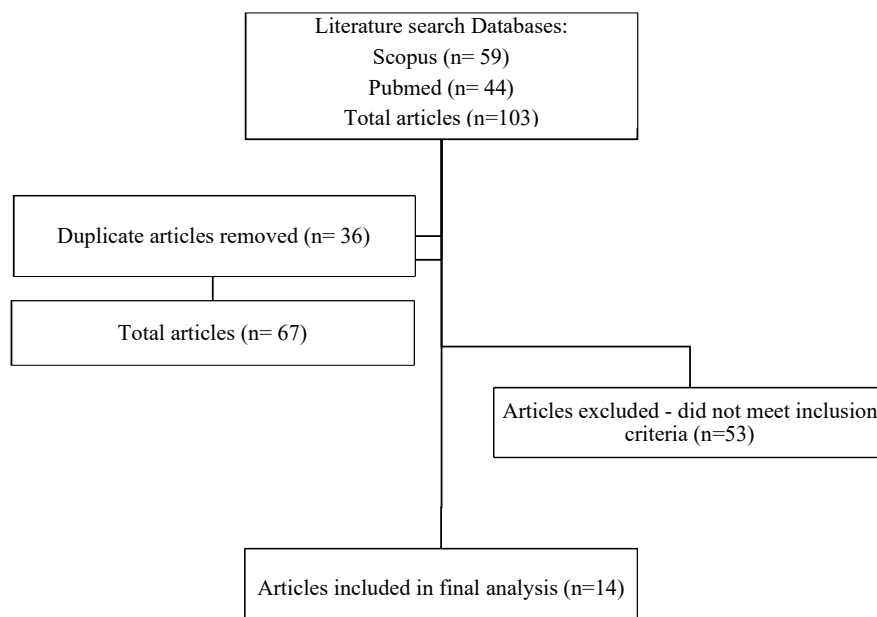 Literature search Databases:
Scopus (n= 59)
Pubmed (n= 44)
Total articles (n=103)
Duplicate articles removed (n= 36)
Total articles (n= 67)
Articles excluded - did not meet inclusion
criteria (n=53)
Articles included in final analysis (n=14)